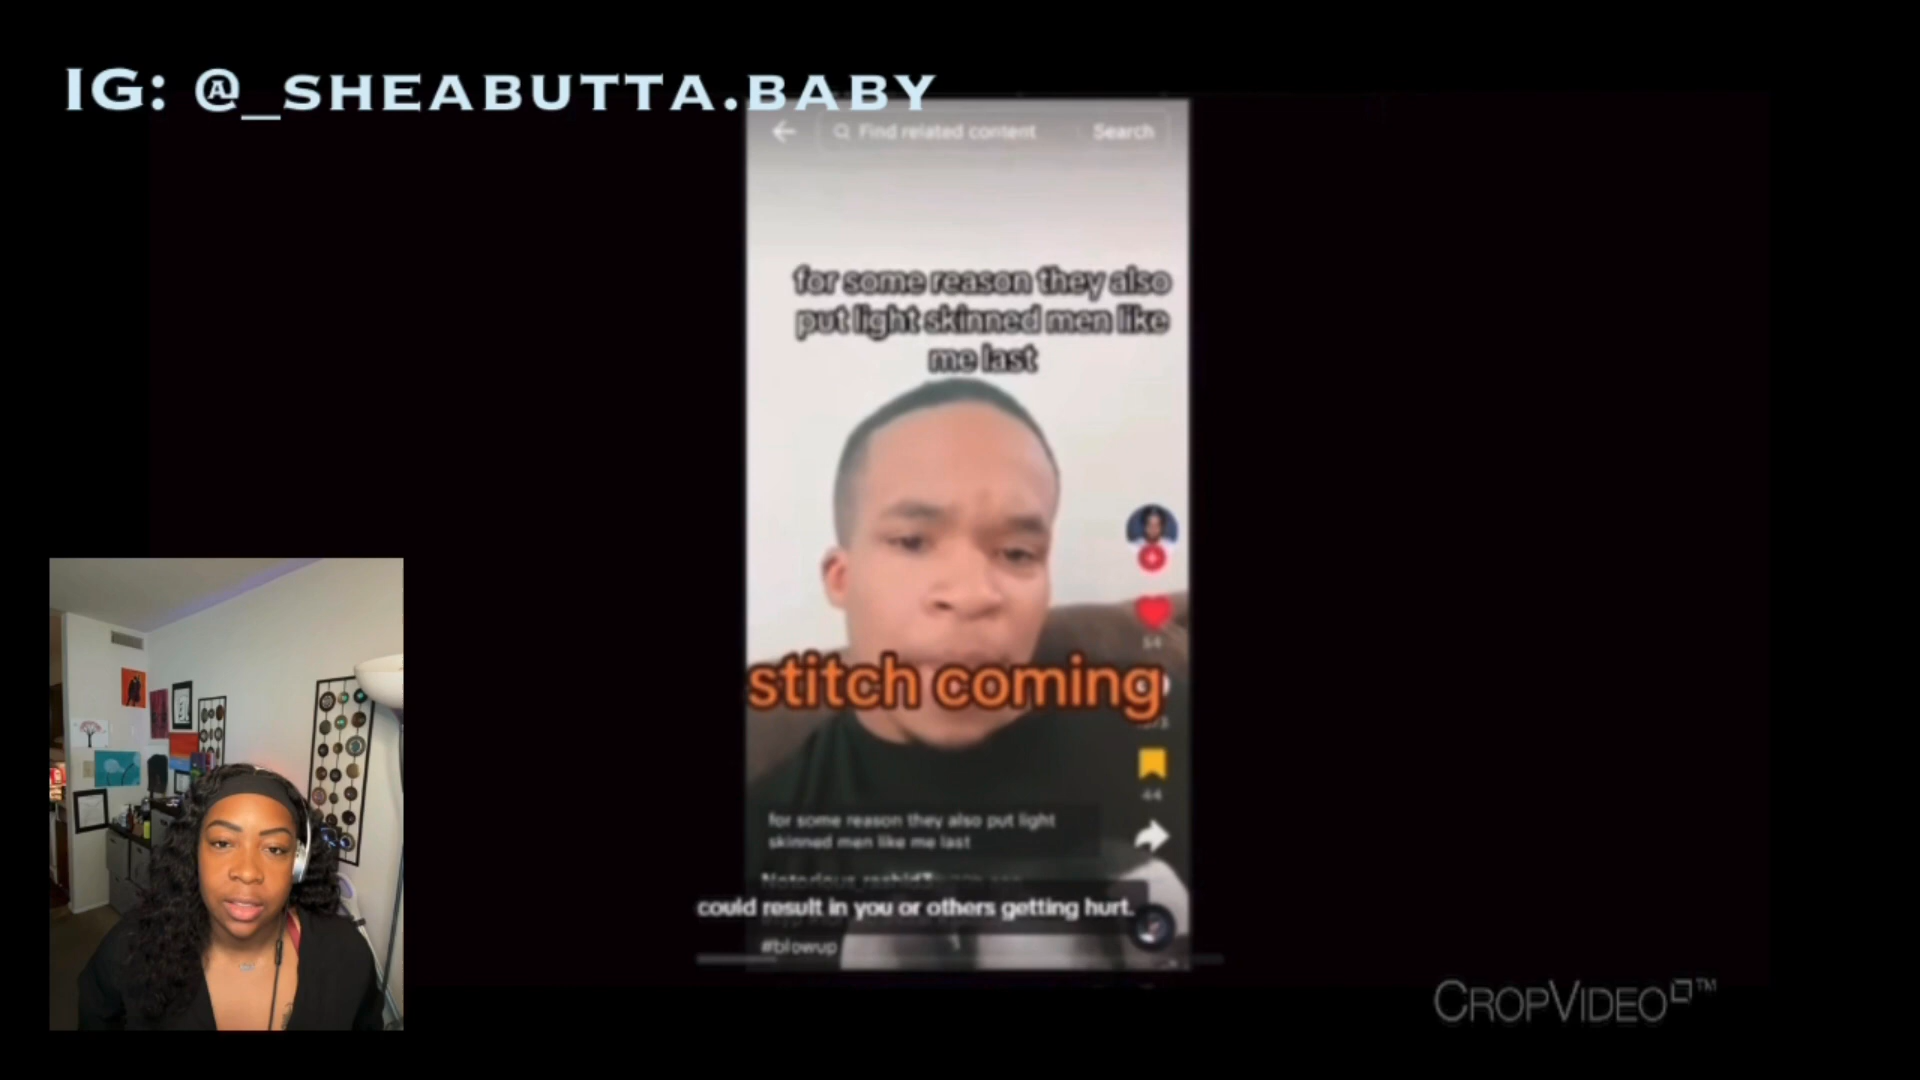 IG: @_SHEABUTTA.BABY
Find related content
Search
for some reason they also
put light skinned men like
me last
54
stitch coming
44
for some reason they also put light
skinned men like me last
could result in you or others getting hurt.
#blowup
CROPVIDEO™